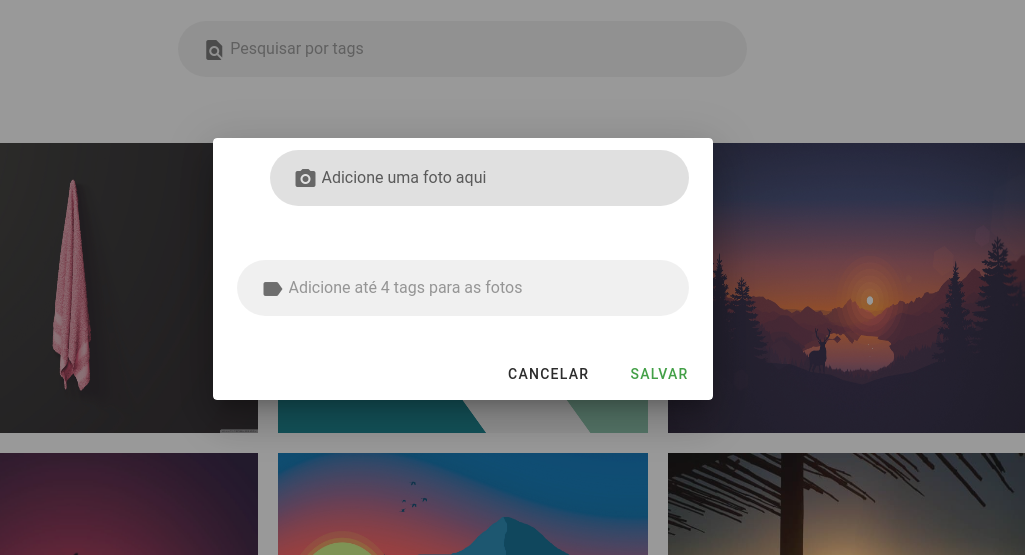 Pesquisar por tags
Adicione uma foto aqui
Adicione até 4 tags para as fotos
CANCELAR SALVAR